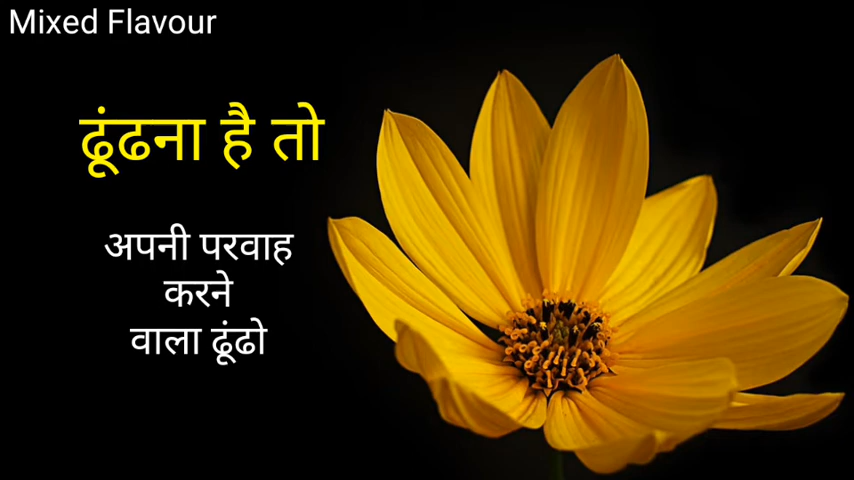 Mixed Flavour
ढूंढना है तो
अपनी परवाह
करने
वाला ढूंढो